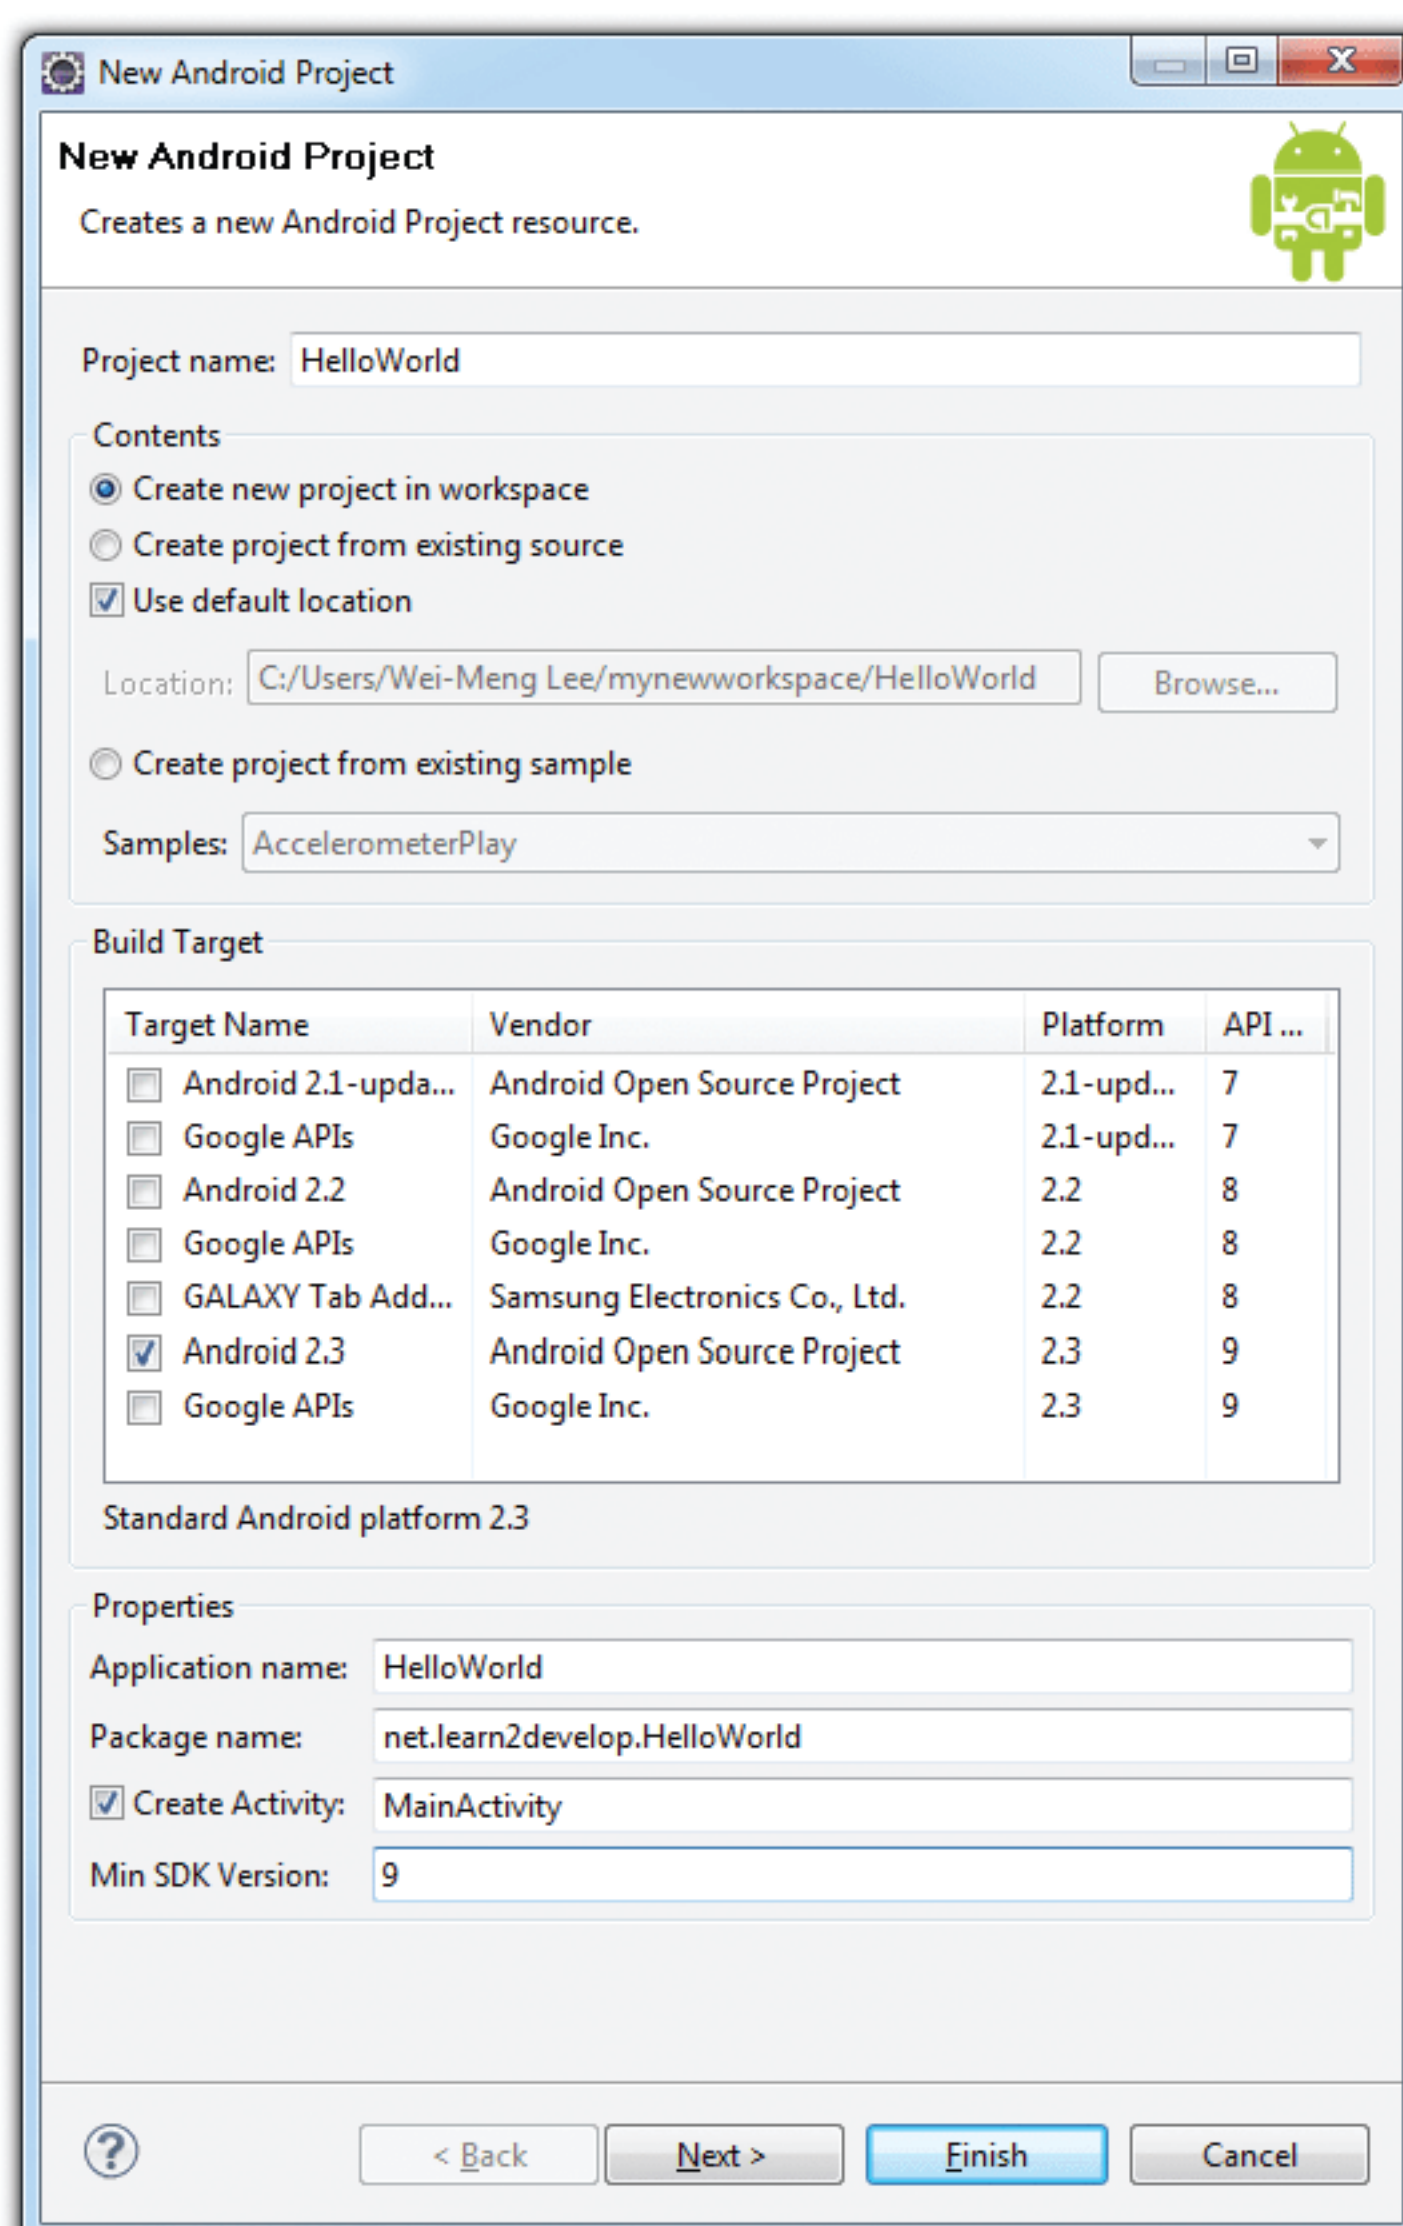 New Android Project
New Android Project
Creates a new Android Project resource.
Project name: HelloWorld
Contents
Create new project in workspace
Create project from existing source
Use default location
Location: C:/Users/Wei-Meng Lee/mynewworkspace/HelloWorld Browse...
Create project from existing sample
Samples: AccelerometerPlay
Build Target
Target Name Vendor Platform API ...
Android 2.1-upda... Android Open Source Project 2.1-upd... 7
Google APIs Google Inc. 2.1-upd... 7
Android 2.2 Android Open Source Project 2.2 8
Google APIs Google Inc. 2.2 8
GALAXY Tab Add... Samsung Electronics Co., Ltd. 2.2 8
Android 2.3 Android Open Source Project 2.3 9
Google APIs Google Inc. 2.3 9
Standard Android platform 2.3
Properties
Application name: HelloWorld
Package name: net.learn2develop.HelloWorld
Create Activity: MainActivity
Min SDK Version: 9
? < Back Next > Finish Cancel